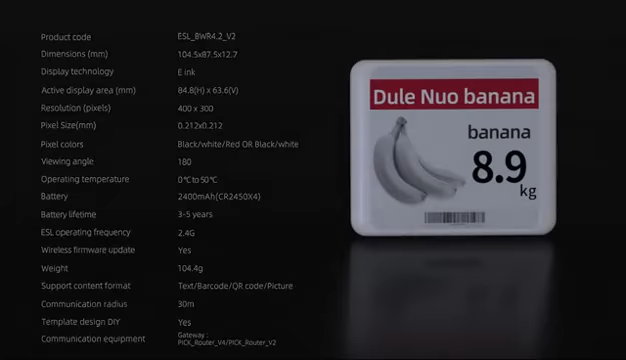 Product code ESL_BWR4.2_V2
Dimensions (mm) 104.5x87.5x12.7
Display technology E ink
Active display area (mm) 84.8(H) x 63.6(V)
Resolution (pixels) 400 x 300
Pixel Size(mm) 0.212x0.212
Pixel colors Black/white/Red OR Black/white
Viewing angle 180
Operating temperature 0℃ to 50℃
Battery 2400mAh(CR2450X4)
Battery lifetime 3-5 years
ESL operating frequency 2.4G
Wireless firmware update Yes
Weight 104.4g
Support content format Text/Barcode/QR code/Picture
Communication radius 30m
Template design DIY Yes
Communication equipment Gateway :
PICK_Router_V4/PICK_Router_V2
Dule Nuo banana
banana
8.9
kg